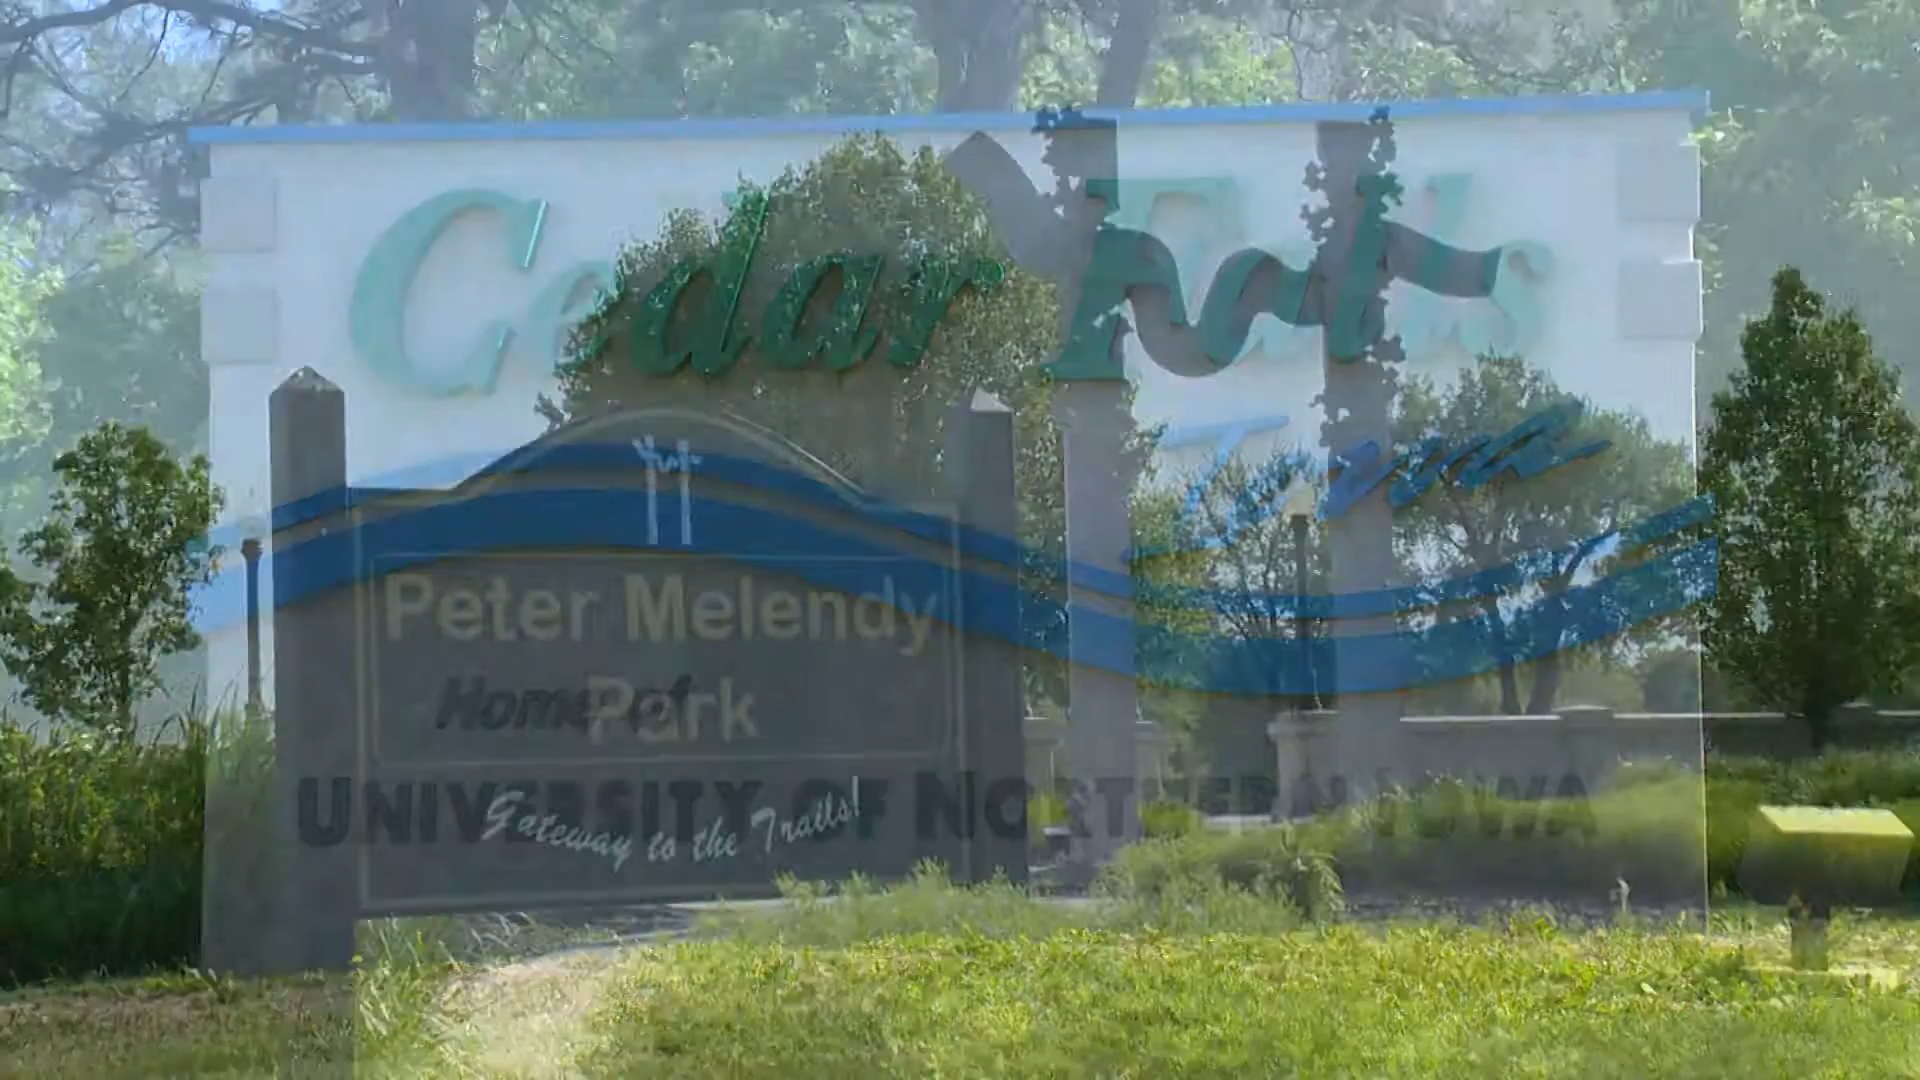 Cedar Falls
Iowa
Peter Melendy
Park
Home of
UNIVERSITY OF NORTHERN IOWA
Gateway to the Trails!